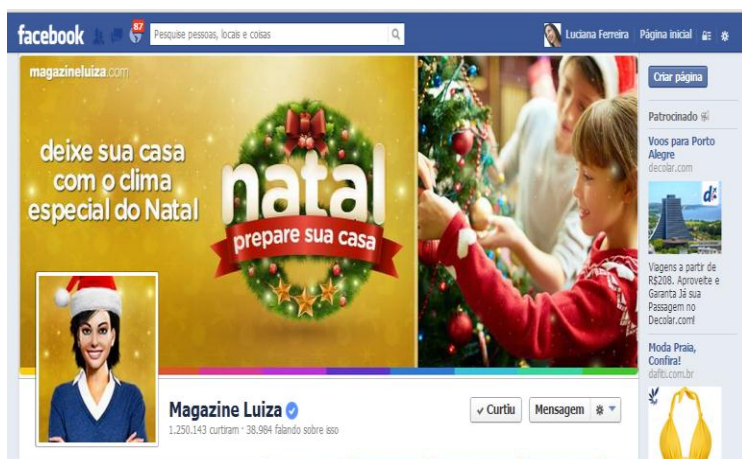 facebook
87
Pesquise pessoas, locais e coisas
Luciana Ferreira
Página inicial
magazineluiza.com
deixe sua casa
com o clima
especial do Natal
natal
prepare sua casa
Magazine Luiza
1.250.143 curtiram · 38.984 falando sobre isso
Curtiu
Mensagem
Criar página
Patrocinado
Voos para Porto
Alegre
decolar.com
d:
Viagens a partir de
R$208. Aproveite e
Garanta Já sua
Passagem no
Decolar.com!
Moda Praia,
Confira!
dafiti.com.br